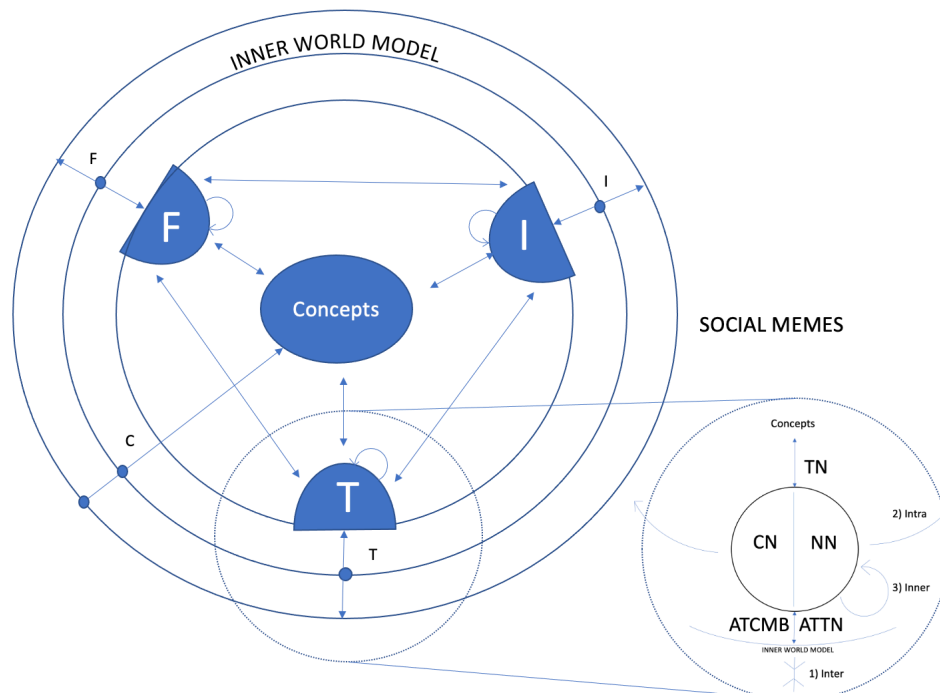 INNER WORLD MODEL
F
I
F
I
Concepts
SOCIAL MEMES
C
T
T
Concepts
TN
2) Intra
CN NN
3) Inner
ATCMB ATTN
INNER WORLD MODEL
1) Inter